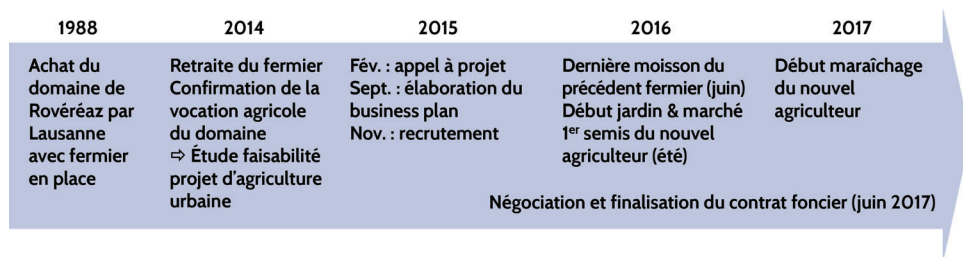 1988
2014
2015
2016
2017
Achat du
domaine de
Rovéréaz par
Lausanne
avec fermier
en place
Retraite du fermier
Confirmation de la
vocation agricole
du domaine
⇨ Étude faisabilité
projet d’agriculture
urbaine
Fév. : appel à projet
Sept. : élaboration du
business plan
Nov. : recrutement
Dernière moisson du
précédent fermier (juin)
Début jardin & marché
1er semis du nouvel
agriculteur (été)
Début maraîchage
du nouvel
agriculteur
Négociation et finalisation du contrat foncier (juin 2017)